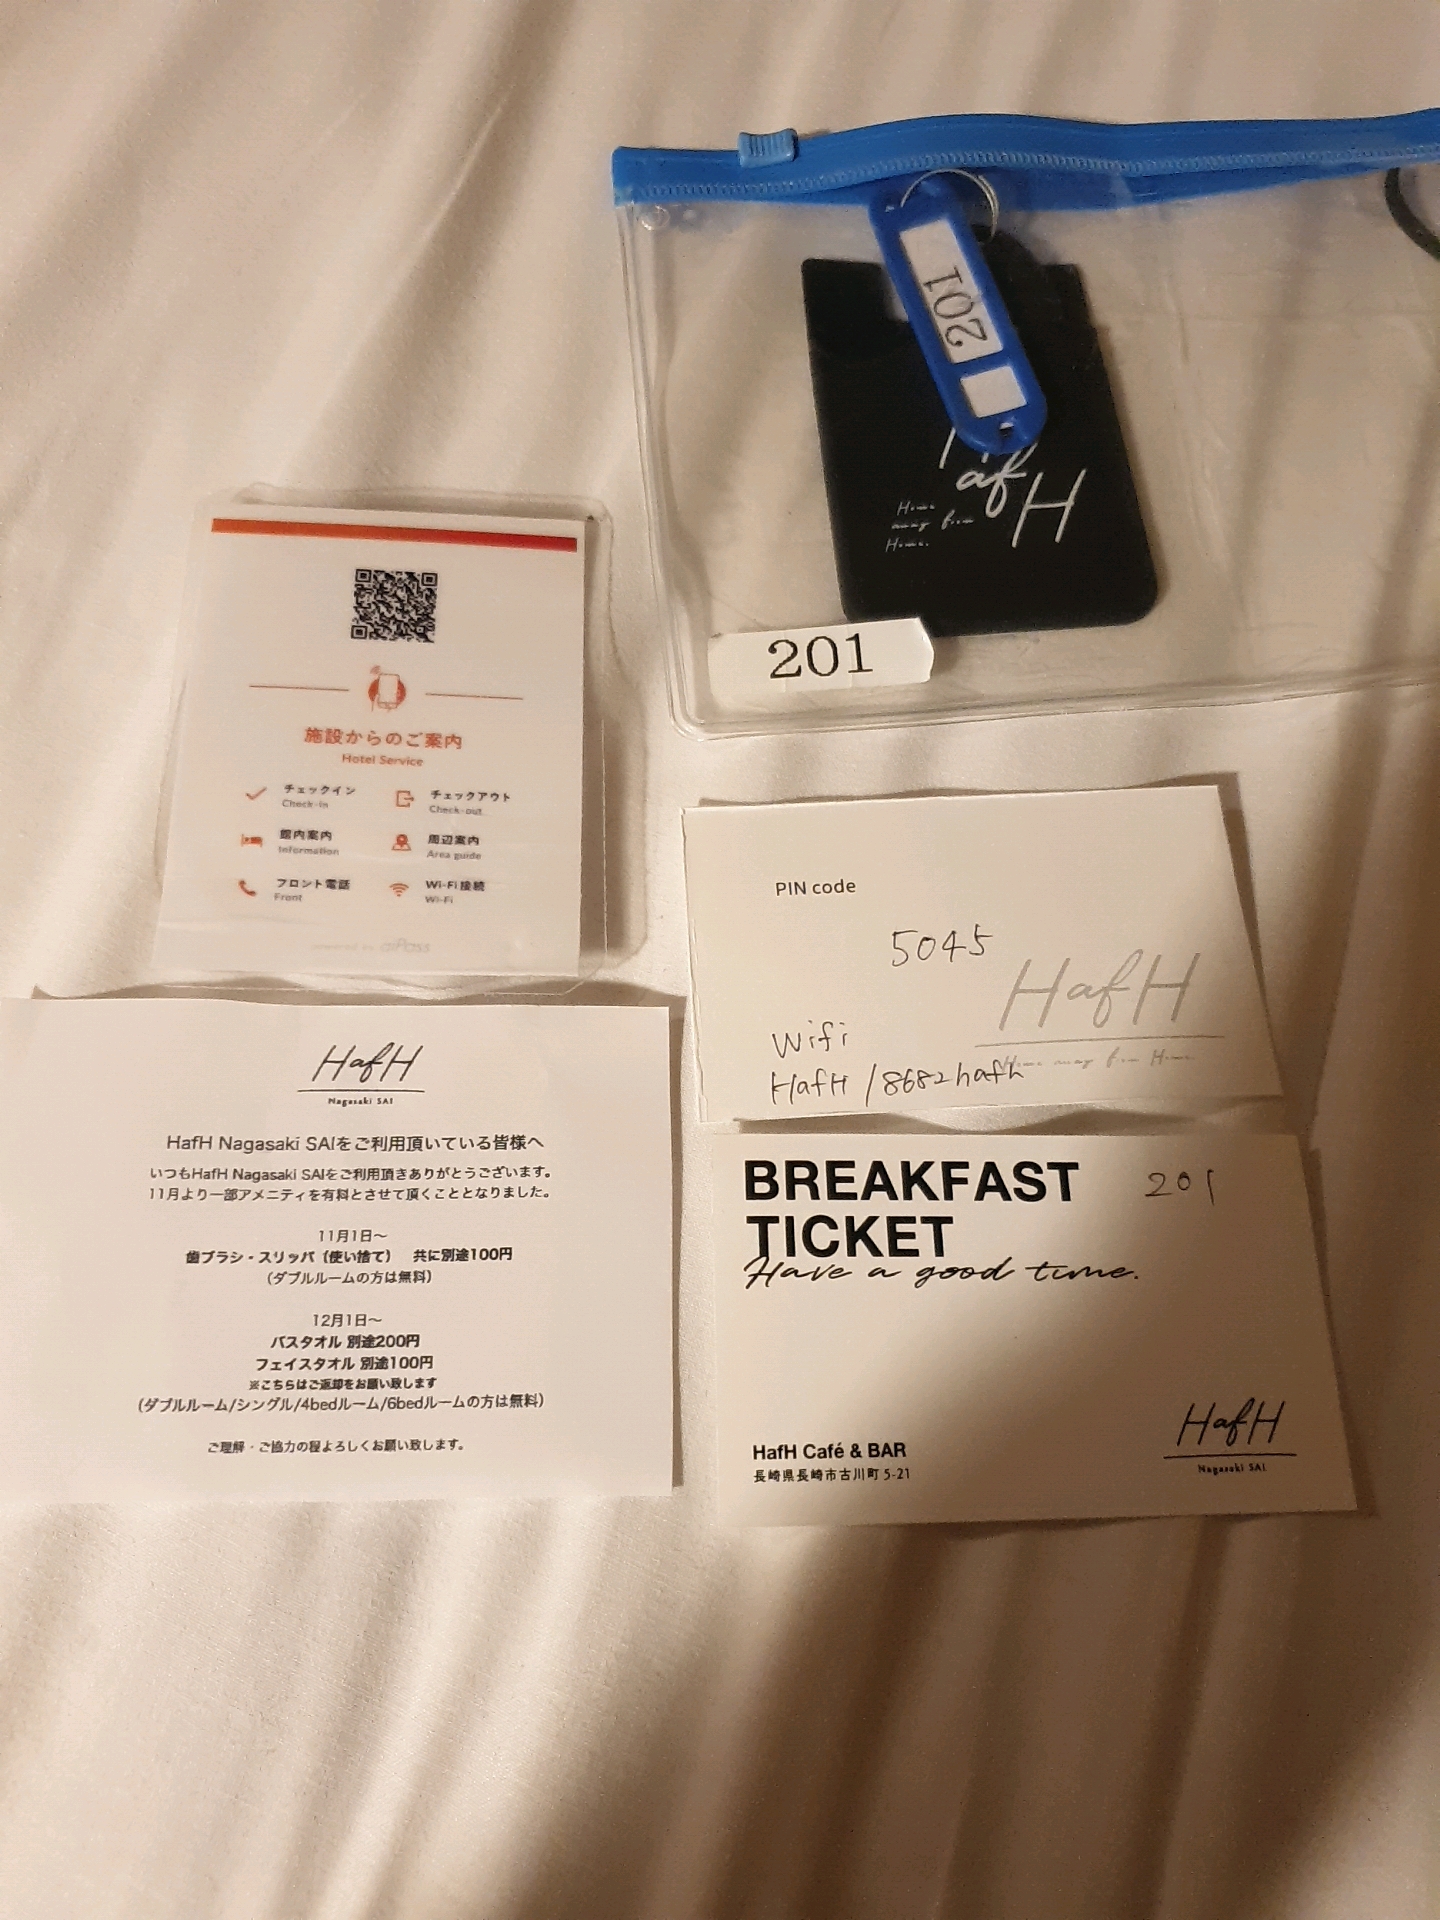 201
HafH
Home
away from
Home.
201
施設からのご案内
Hotel Service
チェックイン
Check-in
チェックアウト
Check-out
館内案内
Information
周辺案内
Area guide
フロント電話
Front
Wi-Fi接続
Wi-Fi
powered by aiPass
PIN code
5045
HafH
Home away from Home
Wifi
HafH /8682hafh
HafH
Nagasaki SAI
HafH Nagasaki SAIをご利用頂いている皆様へ
いつもHafH Nagasaki SAIをご利用頂きありがとうございます。
11月より一部アメニティを有料とさせて頂くこととなりました。
11月1日〜
歯ブラシ・スリッパ（使い捨て） 共に別途100円
（ダブルルームの方は無料）
12月1日〜
バスタオル 別途200円
フェイスタオル 別途100円
※こちらはご返却をお願い致します
（ダブルルーム/シングル/4bedルーム/6bedルームの方は無料）
ご理解・ご協力の程よろしくお願い致します。
BREAKFAST
TICKET
201
Have a good time.
HafH Café & BAR
長崎県長崎市古川町 5-21
HafH
Nagasaki SAI